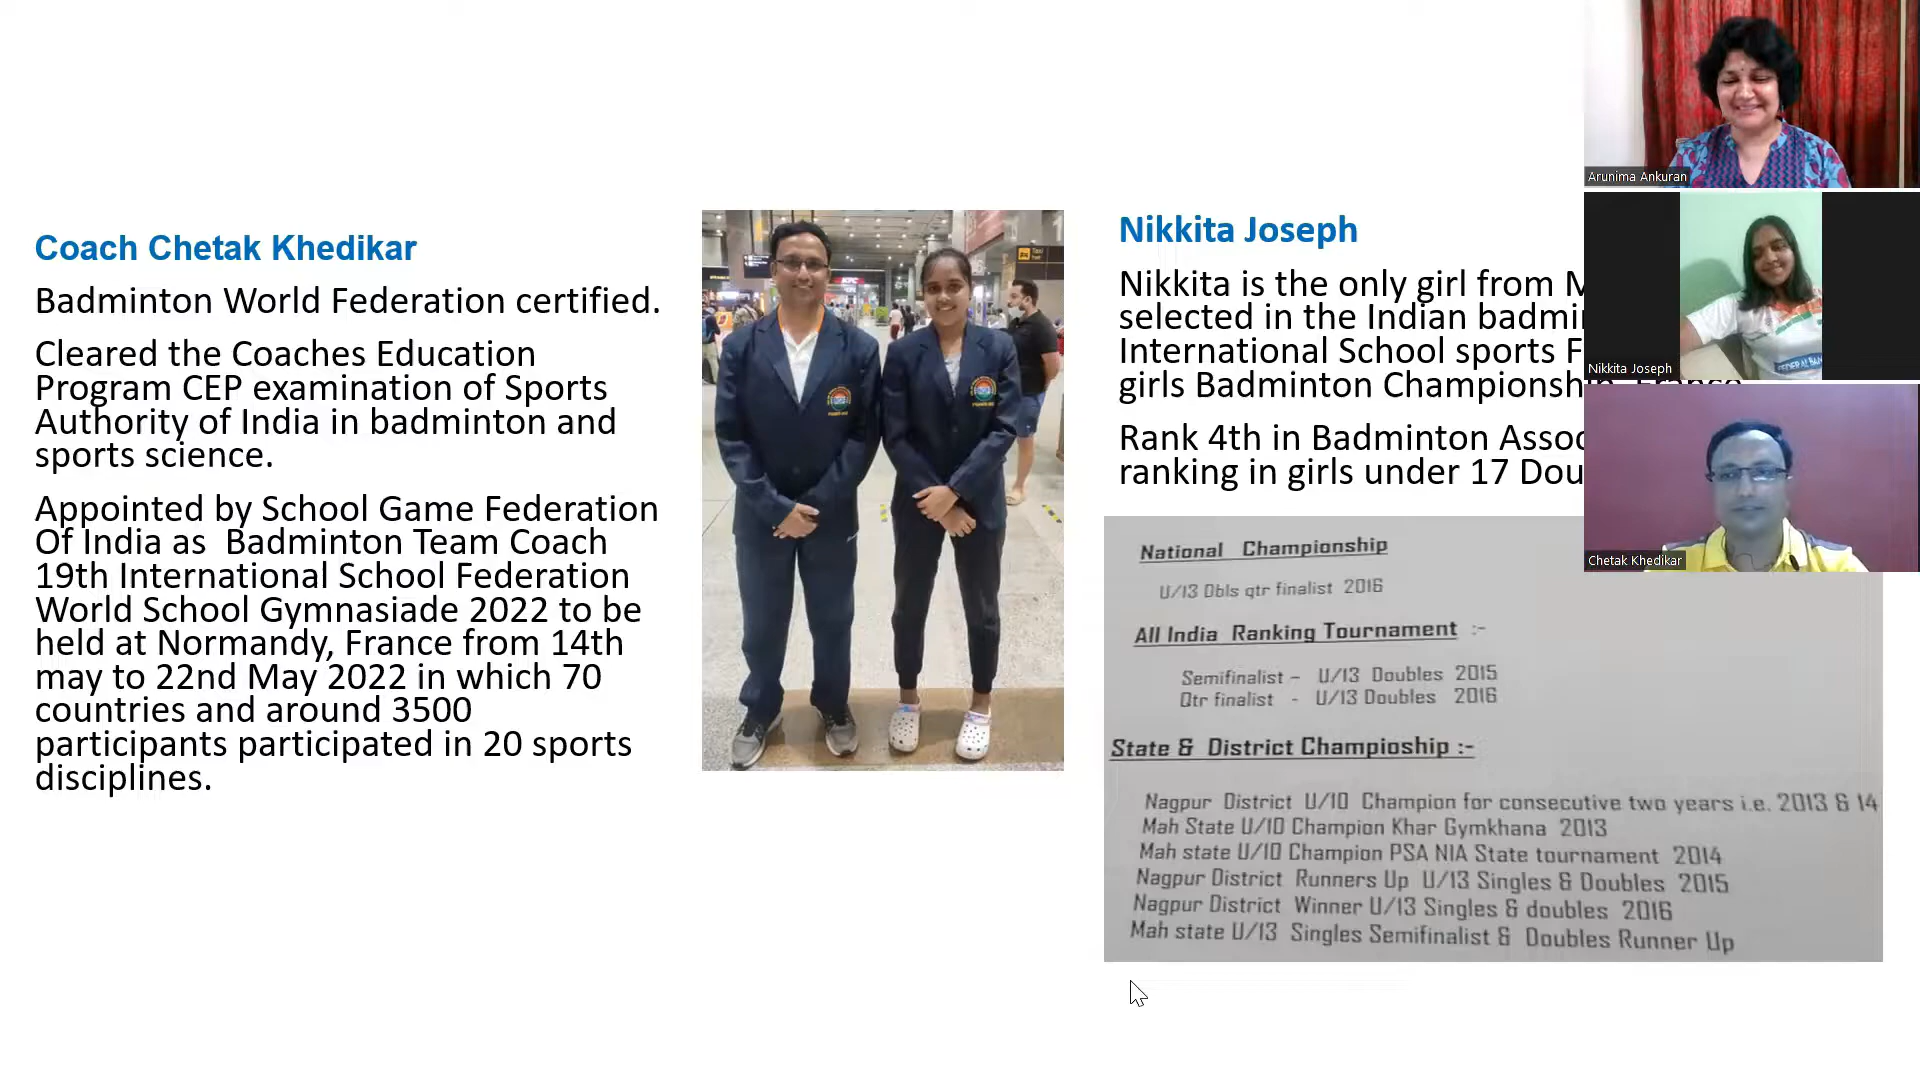 Coach Chetak Khedikar
Badminton World Federation certified.
Cleared the Coaches Education
Program CEP examination of Sports
Authority of India in badminton and
sports science.
Appointed by School Game Federation
Of India as Badminton Team Coach
19th International School Federation
World School Gymnasiade 2022 to be
held at Normandy, France from 14th
may to 22nd May 2022 in which 70
countries and around 3500
participants participated in 20 sports
disciplines.
Nikkita Joseph
Nikkita is the only girl from
selected in the Indian
International School sports
girls Badminton Championship, France
Rank 4th in Badminton
ranking in girls under 17
National Championship
U/13 Dbls qtr finalist 2016
All India Ranking Tournament :-
Semifinalist - U/13 Doubles 2015
Qtr finalist - U/13 Doubles 2016
State & District Champioship :-
Nagpur District U/10 Champion for consecutive two years i.e. 2013 & 14
Mah State U/10 Champion Khar Gymkhana 2013
Mah state U/10 Champion PSA NIA State tournament 2014
Nagpur District Runners Up U/13 Singles & Doubles 2015
Nagpur District Winner U/13 Singles & doubles 2016
Mah state U/13 Singles Semifinalist & Doubles Runner Up
Arunima Ankuran
Nikkita Joseph
Chetak Khedikar